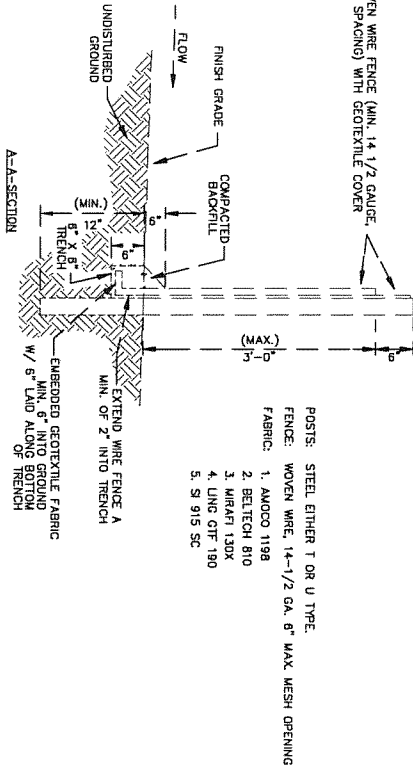 VEN WIRE FENCE (MIN. 14 1/2 GAUGE,
SPACING) WITH GEOTEXTILE COVER
FLOW
FINISH GRADE
UNDISTURBED
GROUND
COMPACTED
BACKFILL
6"
(MIN.)
12"
6"
6" X 6"
TRENCH
(MAX.)
3'-0"
6"
EXTEND WIRE FENCE A
MIN. OF 2" INTO TRENCH
EMBEDDED GEOTEXTILE FABRIC
MIN. 6" INTO GROUND
W/ 6" LAID ALONG BOTTOM
OF TRENCH
A-A-SECTION
POSTS: STEEL EITHER T OR U TYPE.
FENCE: WOVEN WIRE, 14-1/2 GA. 6" MAX. MESH OPENING
FABRIC: 1. AMOCO 1198
2. BELTECH 810
3. MIRAFI 130X
4. LINQ GTF 190
5. SI 915 SC